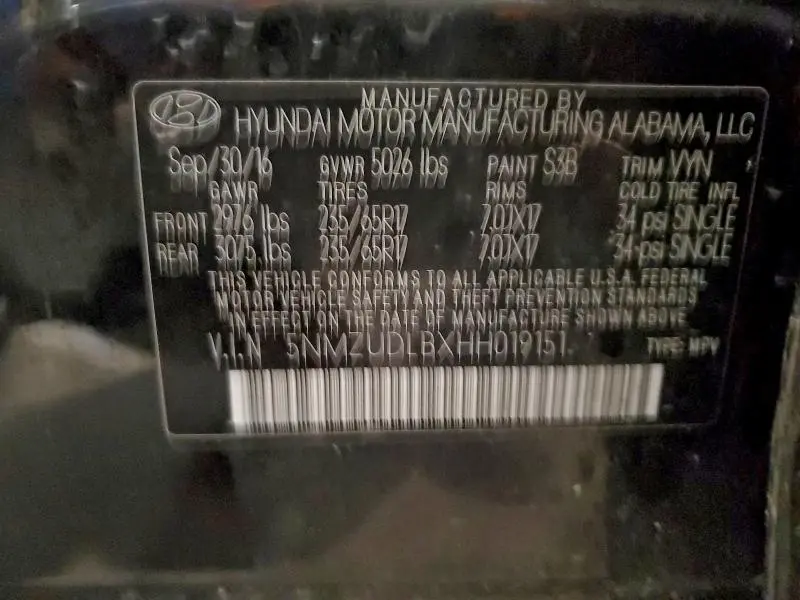 MANUFACTURED BY
HYUNDAI MOTOR MANUFACTURING ALABAMA, LLC
Sep/30/16 GVWR 5026 lbs PAINT S3B TRIM VYN
GAWR TIRES RIMS COLD TIRE INFL
FRONT 2976 lbs 235/65R17 7.0JX17 34 psi SINGLE
REAR 3075 lbs 235/65R17 7.0JX17 34 psi SINGLE
THIS VEHICLE CONFORMS TO ALL APPLICABLE U.S.A. FEDERAL
MOTOR VEHICLE SAFETY AND THEFT PREVENTION STANDARDS
IN EFFECT ON THE DATE OF MANUFACTURE SHOWN ABOVE.
V.I.N 5NMZUDLBXHH019151 TYPE: MPV